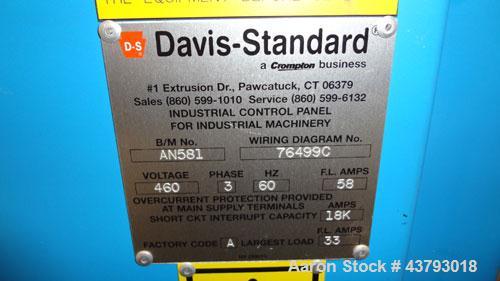 D-S Davis-Standard®
a Crompton business
#1 Extrusion Dr., Pawcatuck, CT 06379
Sales (860) 599-1010 Service (860) 599-6132
INDUSTRIAL CONTROL PANEL
FOR INDUSTRIAL MACHINERY
B/M No. WIRING DIAGRAM No.
AN581 76499C
VOLTAGE PHASE HZ F.L. AMPS
460 3 60 58
OVERCURRENT PROTECTION PROVIDED
AT MAIN SUPPLY TERMINALS AMPS
SHORT CKT INTERRUPT CAPACITY 18K
F.L. AMPS
FACTORY CODE A LARGEST LOAD 33
Aaron Stock # 43793018